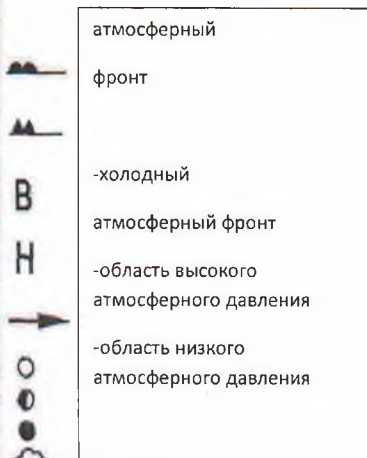 атмосферный
фронт
-холодный
В
атмосферный фронт
Н
-область высокого
атмосферного давления
-область низкого
атмосферного давления